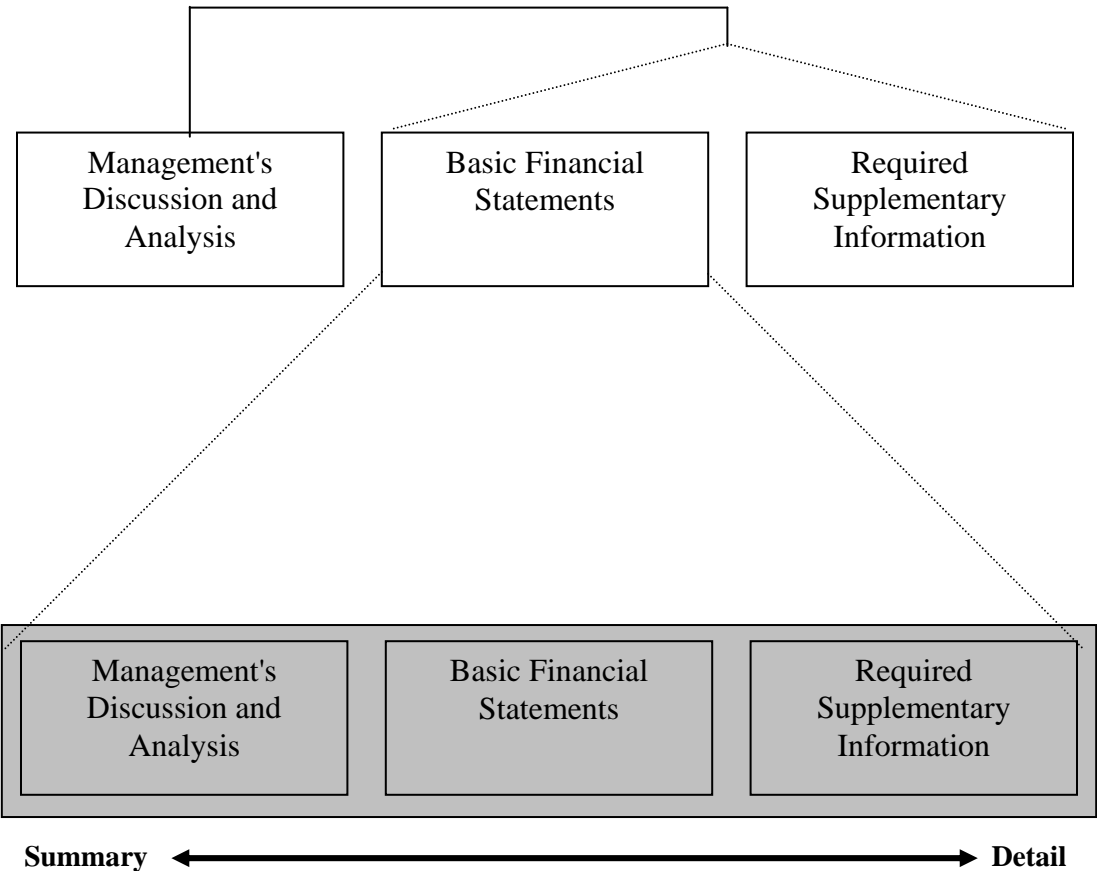 Management's
Discussion and
Analysis
Basic Financial
Statements
Required
Supplementary
Information
Management's
Discussion and
Analysis
Basic Financial
Statements
Required
Supplementary
Information
Summary
Detail